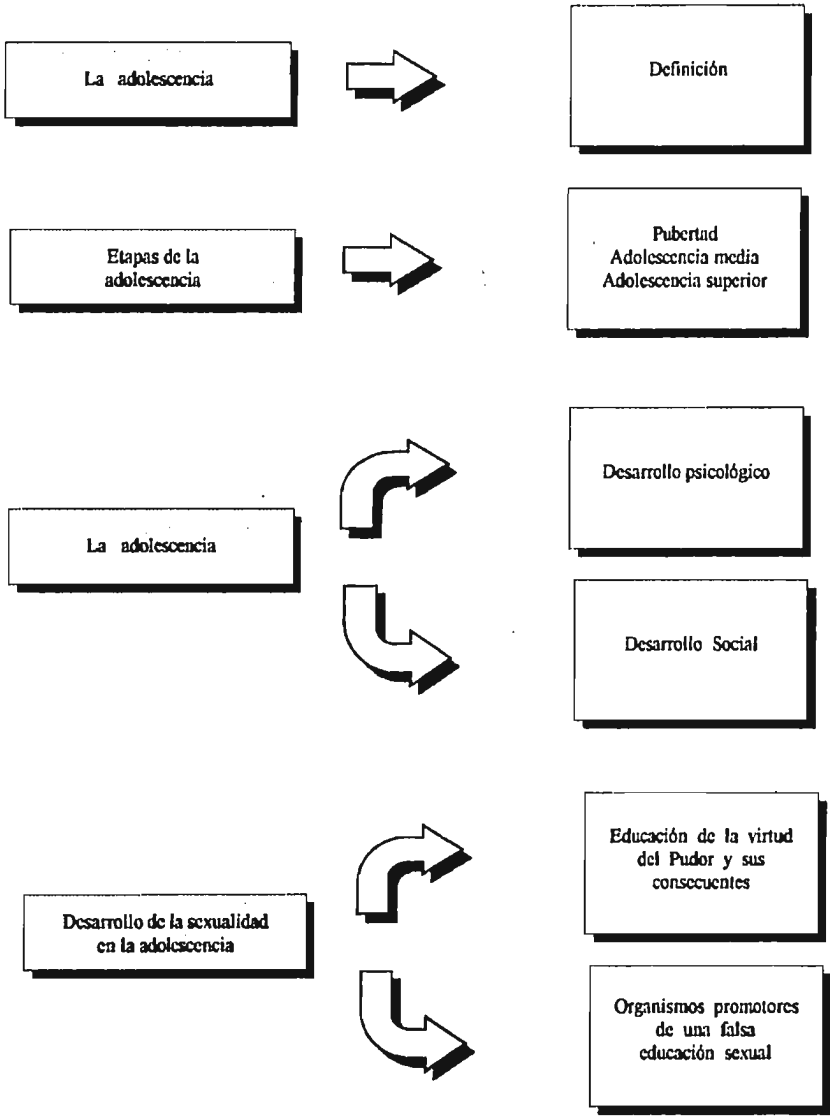 La adolescencia
Definición
Etapas de la
adolescencia
Pubertad
Adolescencia media
Adolescencia superior
La adolescencia
Desarrollo psicológico
Desarrollo Social
Desarrollo de la sexualidad
en la adolescencia
Educación de la virtud
del Pudor y sus
consecuentes
Organismos promotores
de una falsa
educación sexual